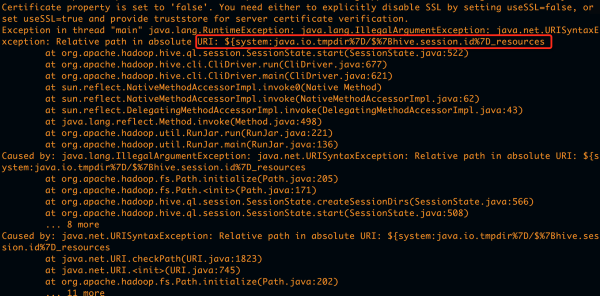 Certificate property is set to 'false'. You need either to explicitly disable SSL by setting useSSL=false, or
set useSSL=true and provide truststore for server certificate verification.
Exception in thread "main" java.lang.RuntimeException: java.lang.IllegalArgumentException: java.net.URISyntaxE
xception: Relative path in absolute URI: ${system:java.io.tmpdir%7D/$%7Bhive.session.id%7D_resources
at org.apache.hadoop.hive.ql.session.SessionState.start(SessionState.java:522)
at org.apache.hadoop.hive.cli.CliDriver.run(CliDriver.java:677)
at org.apache.hadoop.hive.cli.CliDriver.main(CliDriver.java:621)
at sun.reflect.NativeMethodAccessorImpl.invoke0(Native Method)
at sun.reflect.NativeMethodAccessorImpl.invoke(NativeMethodAccessorImpl.java:62)
at sun.reflect.DelegatingMethodAccessorImpl.invoke(DelegatingMethodAccessorImpl.java:43)
at java.lang.reflect.Method.invoke(Method.java:498)
at org.apache.hadoop.util.RunJar.run(RunJar.java:221)
at org.apache.hadoop.util.RunJar.main(RunJar.java:136)
Caused by: java.lang.IllegalArgumentException: java.net.URISyntaxException: Relative path in absolute URI: ${s
ystem:java.io.tmpdir%7D/$%7Bhive.session.id%7D_resources
at org.apache.hadoop.fs.Path.initialize(Path.java:205)
at org.apache.hadoop.fs.Path.<init>(Path.java:171)
at org.apache.hadoop.hive.ql.session.SessionState.createSessionDirs(SessionState.java:566)
at org.apache.hadoop.hive.ql.session.SessionState.start(SessionState.java:508)
... 8 more
Caused by: java.net.URISyntaxException: Relative path in absolute URI: ${system:java.io.tmpdir%7D/$%7Bhive.ses
sion.id%7D_resources
at java.net.URI.checkPath(URI.java:1823)
at java.net.URI.<init>(URI.java:745)
at org.apache.hadoop.fs.Path.initialize(Path.java:202)
... 11 more